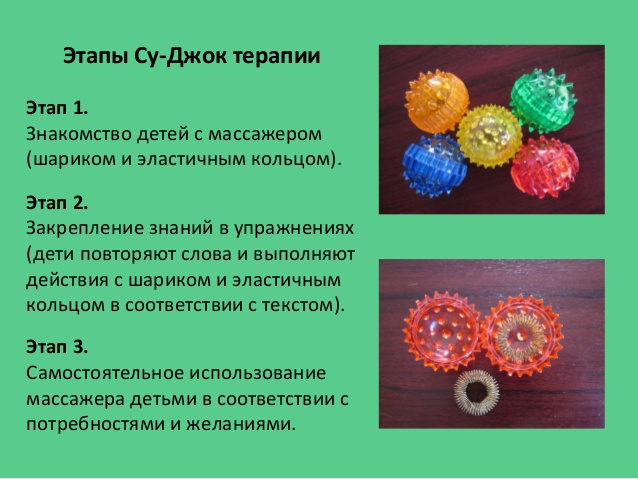 Этапы Су-Джок терапии
Этап 1.
Знакомство детей с массажером
(шариком и эластичным кольцом).
Этап 2.
Закрепление знаний в упражнениях
(дети повторяют слова и выполняют
действия с шариком и эластичным
кольцом в соответствии с текстом).
Этап 3.
Самостоятельное использование
массажера детьми в соответствии с
потребностями и желаниями.